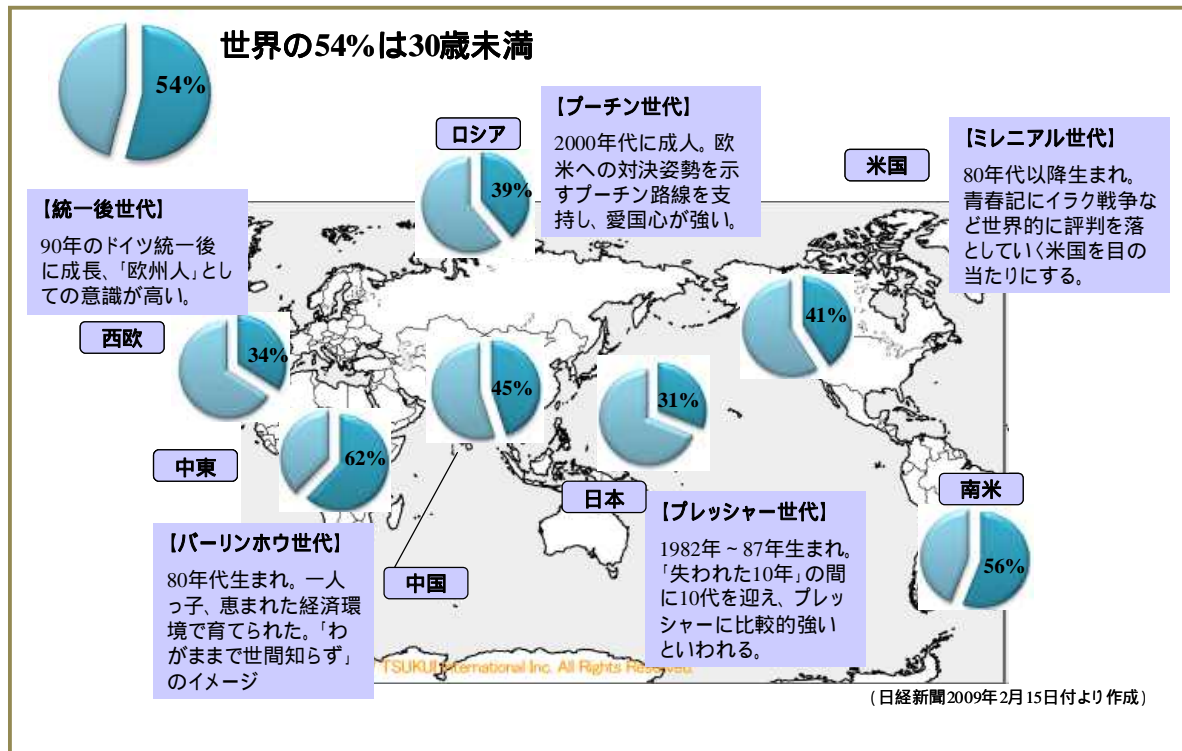 世界の54%は30歳未満
54%
ロシア
39%
【プーチン世代】
2000年代に成人。欧
米への対決姿勢を示
すプーチン路線を支
持し、愛国心が強い。
米国
41%
【ミレニアル世代】
80年代以降生まれ。
青春記にイラク戦争な
ど世界的に評判を落
としていく米国を目の
当たりにする。
【統一後世代】
90年のドイツ統一後
に成長、「欧州人」とし
ての意識が高い。
西欧
34%
中東
62%
45%
31%
日本
【プレッシャー世代】
1982年~87年生まれ。
「失われた10年」の間
に10代を迎え、プレッ
シャーに比較的強い
といわれる。
南米
56%
【バーリンホウ世代】
80年代生まれ。一人
っ子、恵まれた経済環
境で育てられた。「わ
がままで世間知らず」
のイメージ
中国
TSUKUI International Inc. All Rights Reserved.
(日経新聞2009年2月15日付より作成)